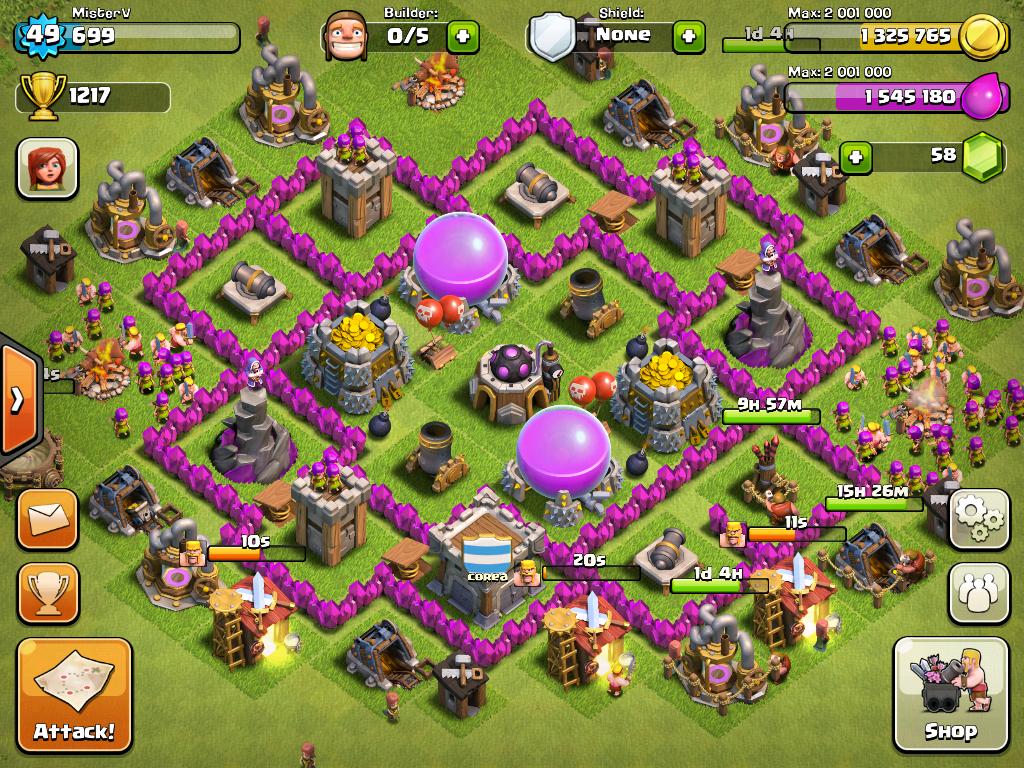 MisterV
49 699
Builder:
0/5
Shield:
None
Max: 2 001 000
1d 4H
1 325 765
Max: 2 001 000
1 545 180
1217
58
9H 57M
15H 26M
10s
11s
20s
1d 4H
corea
Attack!
Shop